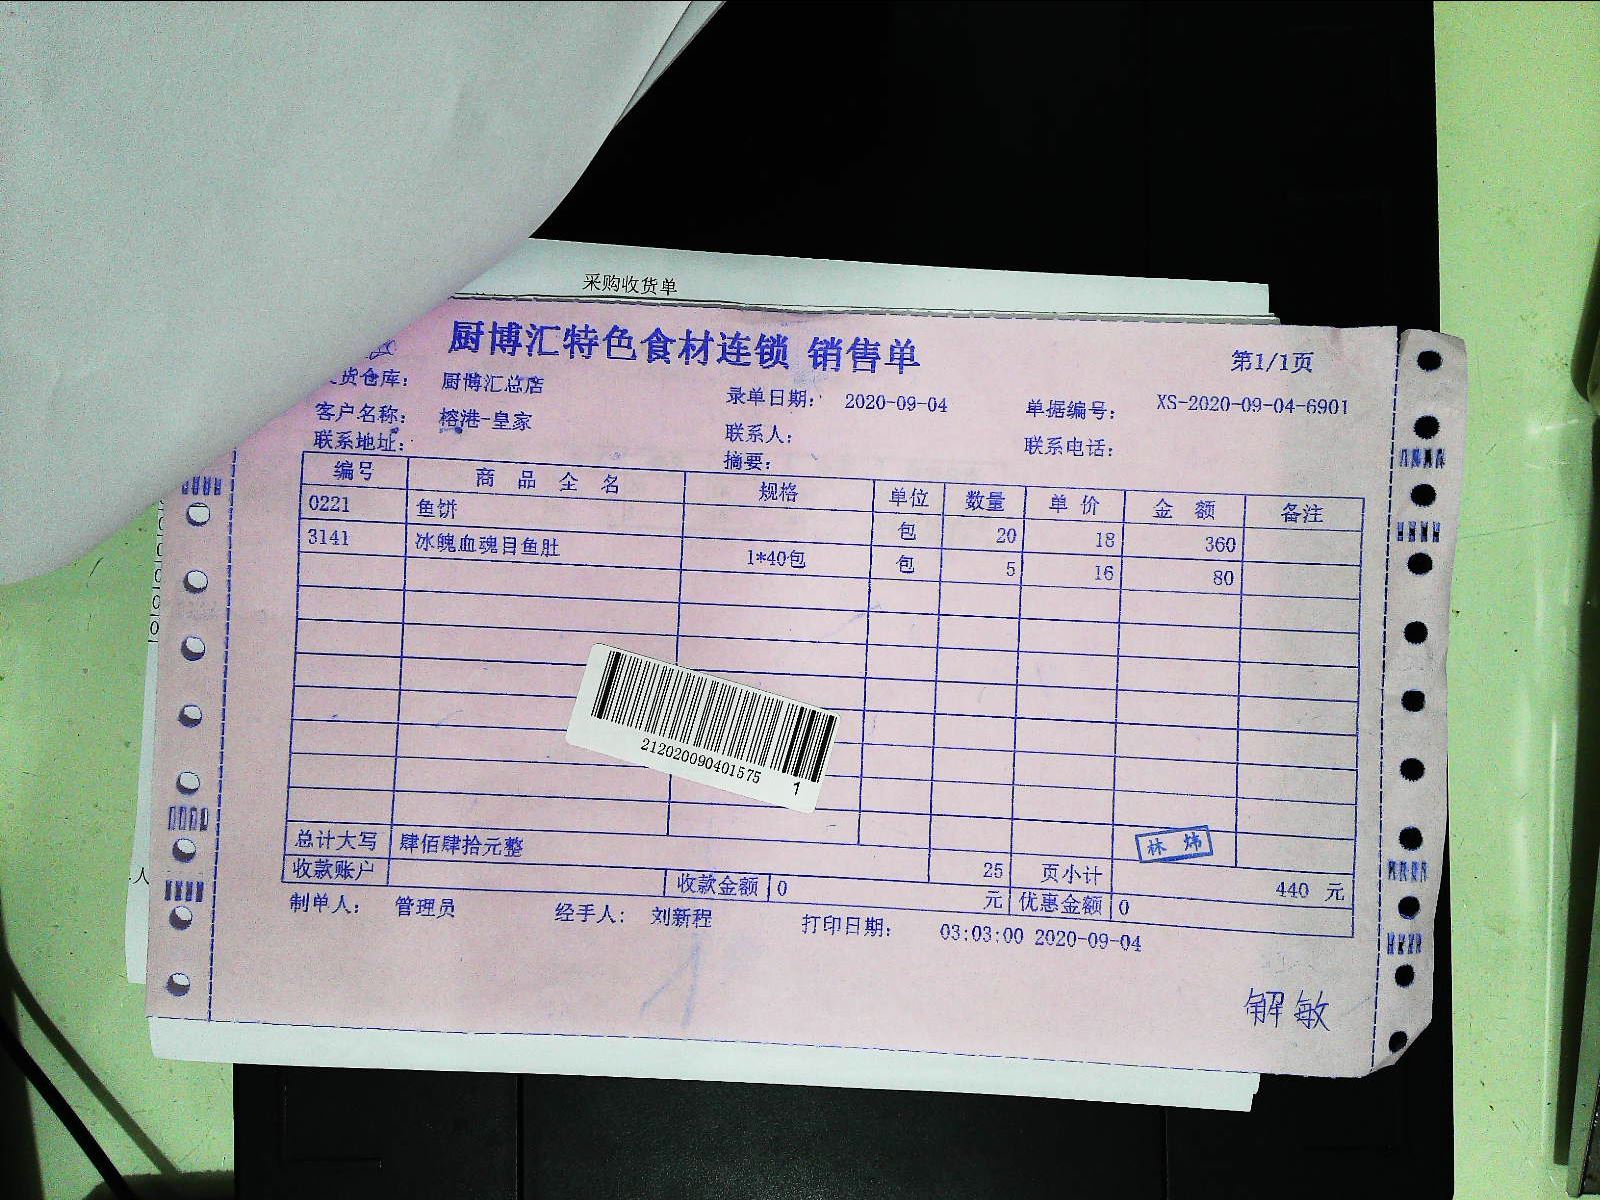 采购收货单
厨博汇特色食材连锁 销售单
第1/1页
货仓库： 厨博汇总店
录单日期： 2020-09-04
单据编号： XS-2020-09-04-6901
客户名称： 榕港-皇家
联系人：
联系电话：
联系地址：
摘要：
编号 商品全名 规格 单位 数量 单价 金额 备注
0221 鱼饼 包 20 18 360
3141 冰魄血魂目鱼肚 1*40包 包 5 16 80
212020090401575 1
林炜
总计大写 肆佰肆拾元整 25 页小计 440 元
收款账户 收款金额 0 元 优惠金额 0
制单人： 管理员 经手人： 刘新程 打印日期： 03:03:00 2020-09-04
解敏
人